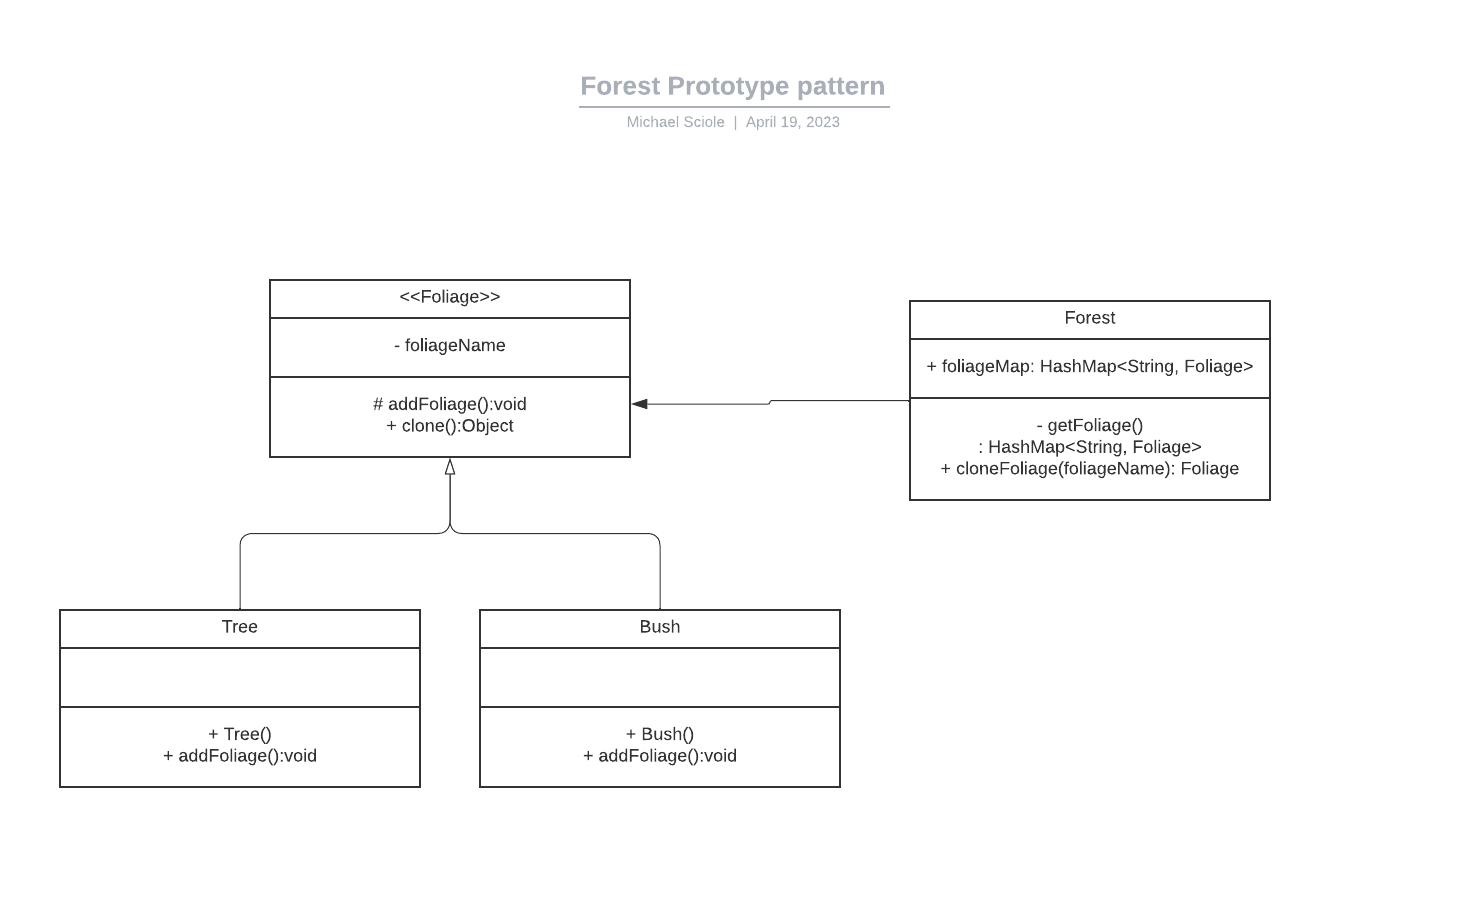 Forest Prototype pattern
Michael Sciole | April 19, 2023
<<Foliage>>
- foliageName
# addFoliage():void
+ clone():Object
Forest
+ foliageMap: HashMap<String, Foliage>
- getFoliage()
: HashMap<String, Foliage>
+ cloneFoliage(foliageName): Foliage
Tree
+ Tree()
+ addFoliage():void
Bush
+ Bush()
+ addFoliage():void